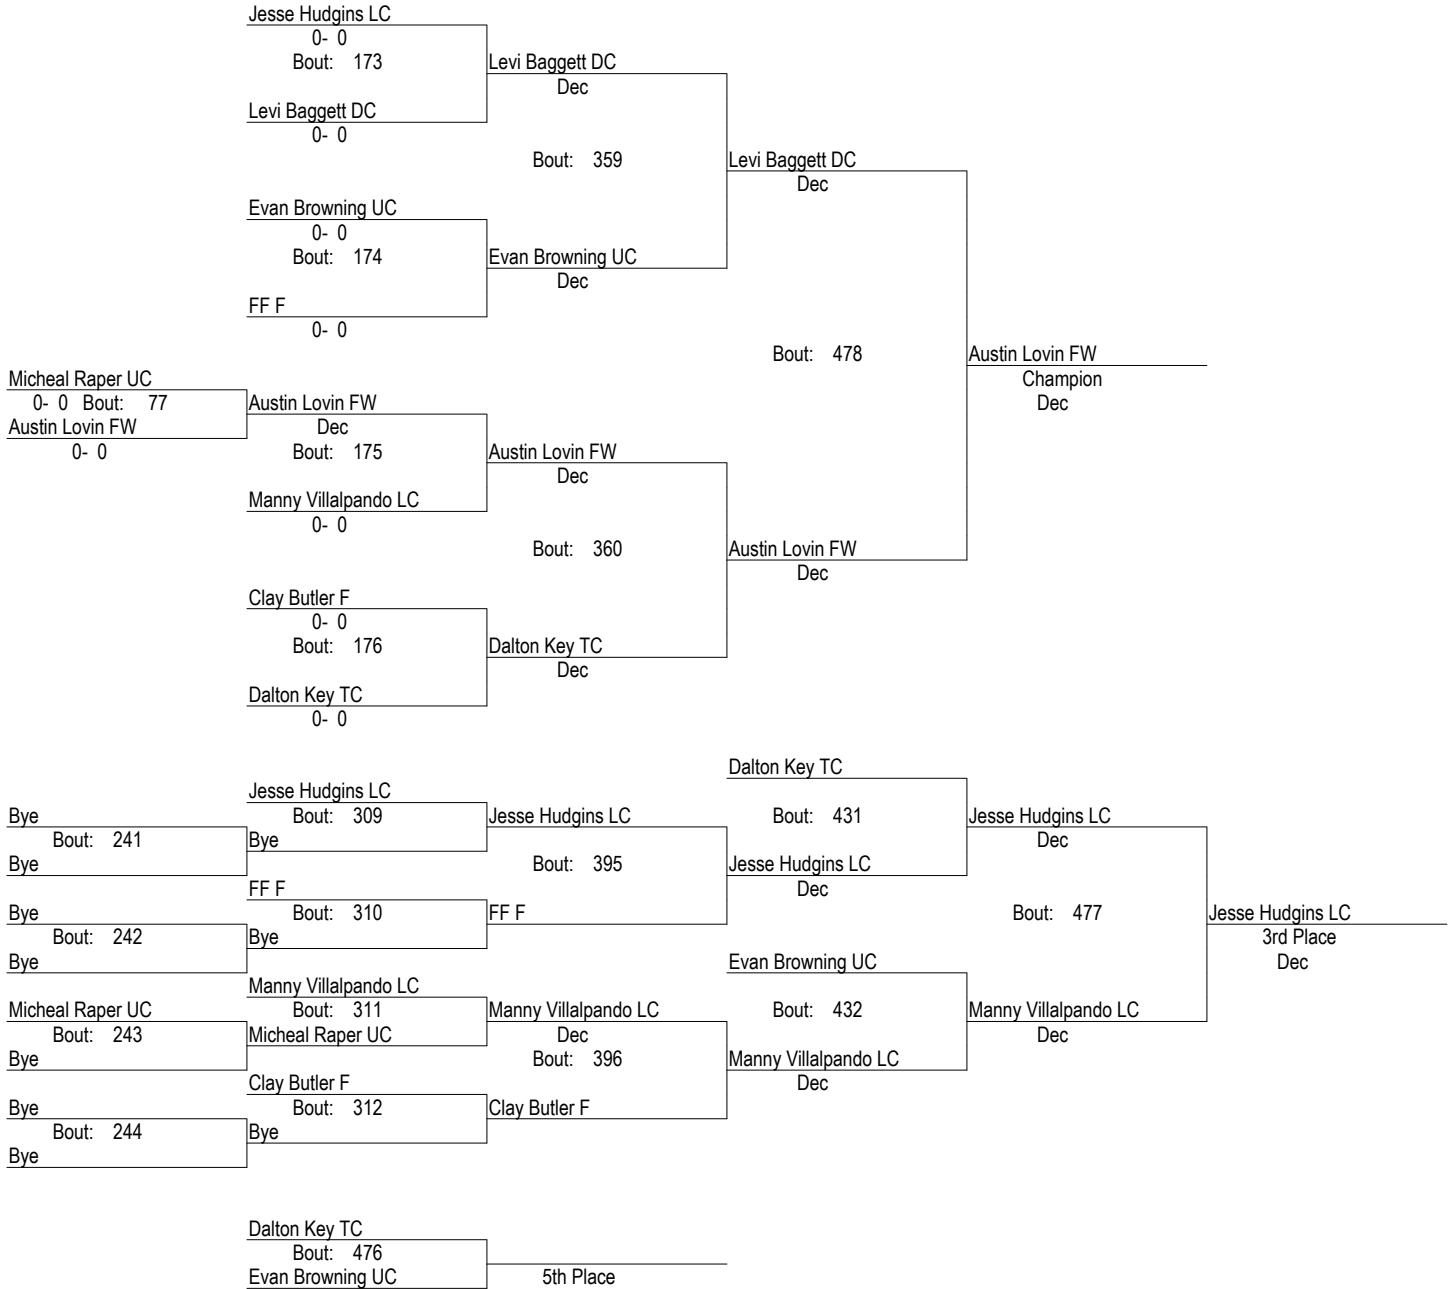 Jesse Hudgins LC
0- 0
Bout: 173
Levi Baggett DC
Dec
Levi Baggett DC
0- 0
Bout: 359
Levi Baggett DC
Dec
Evan Browning UC
0- 0
Bout: 174
Evan Browning UC
Dec
FF F
0- 0
Bout: 478
Austin Lovin FW
Champion
Dec
Micheal Raper UC
0- 0 Bout: 77
Austin Lovin FW
0- 0
Austin Lovin FW
Dec
Bout: 175
Austin Lovin FW
Dec
Manny Villalpando LC
0- 0
Bout: 360
Austin Lovin FW
Dec
Clay Butler F
0- 0
Bout: 176
Dalton Key TC
Dec
Dalton Key TC
0- 0
Dalton Key TC
Jesse Hudgins LC
Bye
Bout: 309
Jesse Hudgins LC
Bout: 431
Jesse Hudgins LC
Bout: 241
Bye
Dec
Bye
Bout: 395
Jesse Hudgins LC
FF F
Dec
Bye
Bout: 310
FF F
Bout: 477
Jesse Hudgins LC
Bout: 242
Bye
3rd Place
Bye
Evan Browning UC
Dec
Manny Villalpando LC
Micheal Raper UC
Bout: 311
Manny Villalpando LC
Bout: 432
Manny Villalpando LC
Bout: 243
Micheal Raper UC
Dec
Dec
Bye
Bout: 396
Manny Villalpando LC
Clay Butler F
Dec
Bye
Bout: 312
Clay Butler F
Bout: 244
Bye
Bye
Dalton Key TC
Bout: 476
Evan Browning UC
5th Place